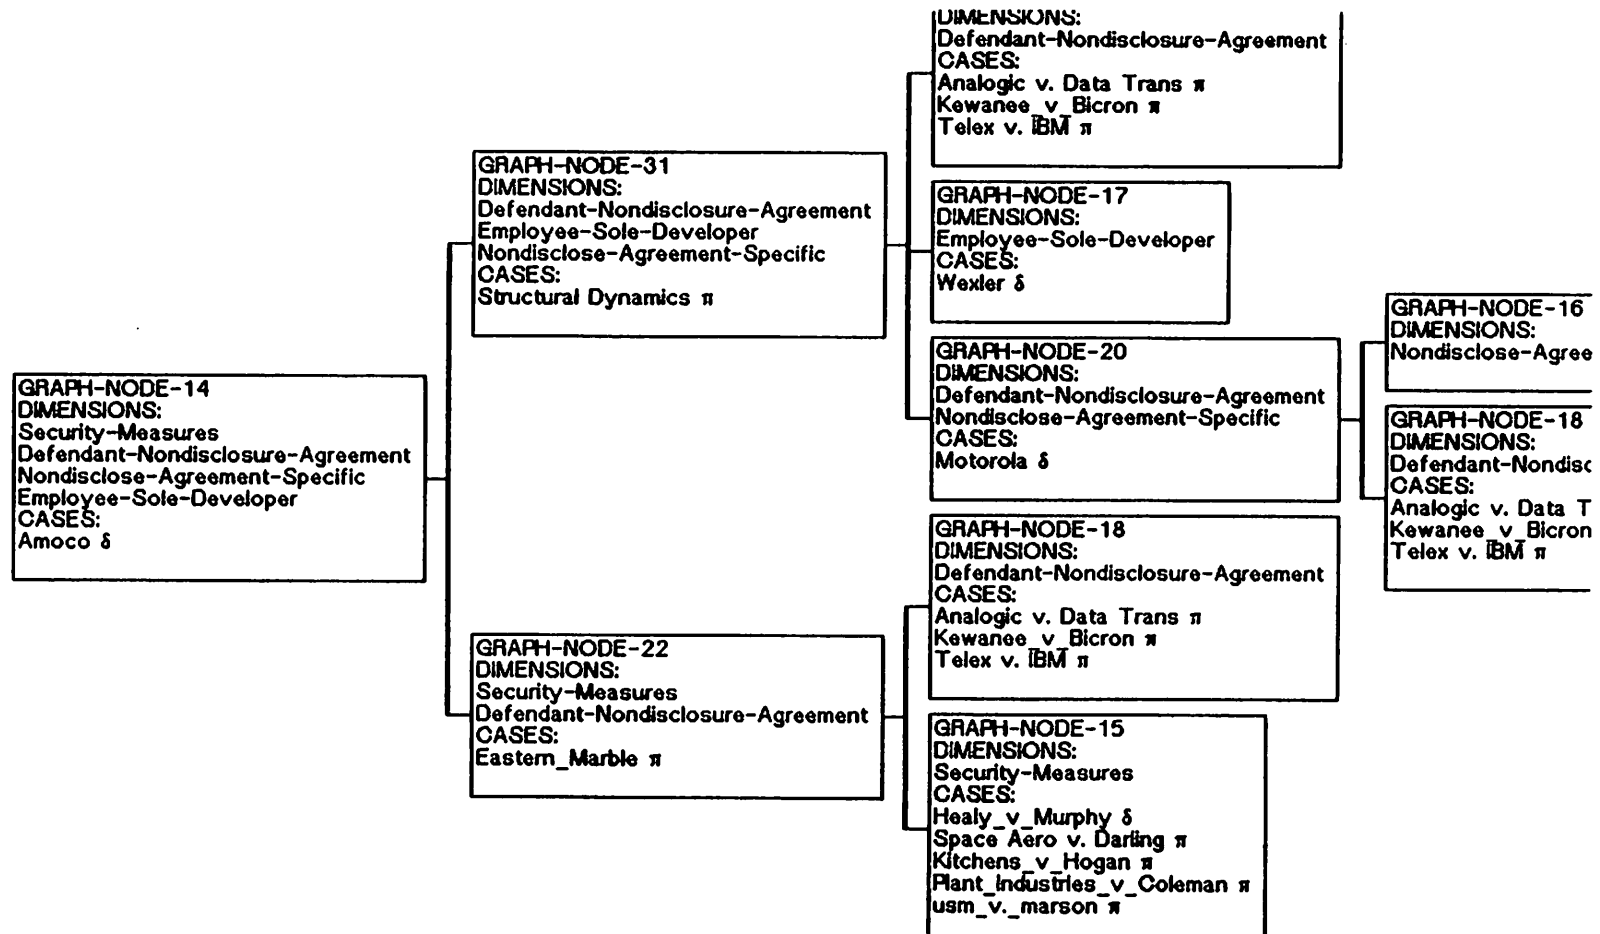 GRAPH-NODE-14
DIMENSIONS:
Security-Measures
Defendant-Nondisclosure-Agreement
Nondisclose-Agreement-Specific
Employee-Sole-Developer
CASES:
Amoco δ
GRAPH-NODE-31
DIMENSIONS:
Defendant-Nondisclosure-Agreement
Employee-Sole-Developer
Nondisclose-Agreement-Specific
CASES:
Structural Dynamics π
GRAPH-NODE-22
DIMENSIONS:
Security-Measures
Defendant-Nondisclosure-Agreement
CASES:
Eastern_Marble π
DIMENSIONS:
Defendant-Nondisclosure-Agreement
CASES:
Analogic v. Data Trans π
Kewanee_v_Bicron π
Telex v. IBM π
GRAPH-NODE-17
DIMENSIONS:
Employee-Sole-Developer
CASES:
Wexler δ
GRAPH-NODE-20
DIMENSIONS:
Defendant-Nondisclosure-Agreement
Nondisclose-Agreement-Specific
CASES:
Motorola δ
GRAPH-NODE-18
DIMENSIONS:
Defendant-Nondisclosure-Agreement
CASES:
Analogic v. Data Trans π
Kewanee_v_Bicron π
Telex v. IBM π
GRAPH-NODE-15
DIMENSIONS:
Security-Measures
CASES:
Healy_v_Murphy δ
Space Aero v. Darling π
Kitchens_v_Hogan π
Plant_Industries_v_Coleman π
usm_v._marson π
GRAPH-NODE-16
DIMENSIONS:
Nondisclose-Agree
GRAPH-NODE-18
DIMENSIONS:
Defendant-Nondisc
CASES:
Analogic v. Data T
Kewanee_v_Bicron
Telex v. IBM π